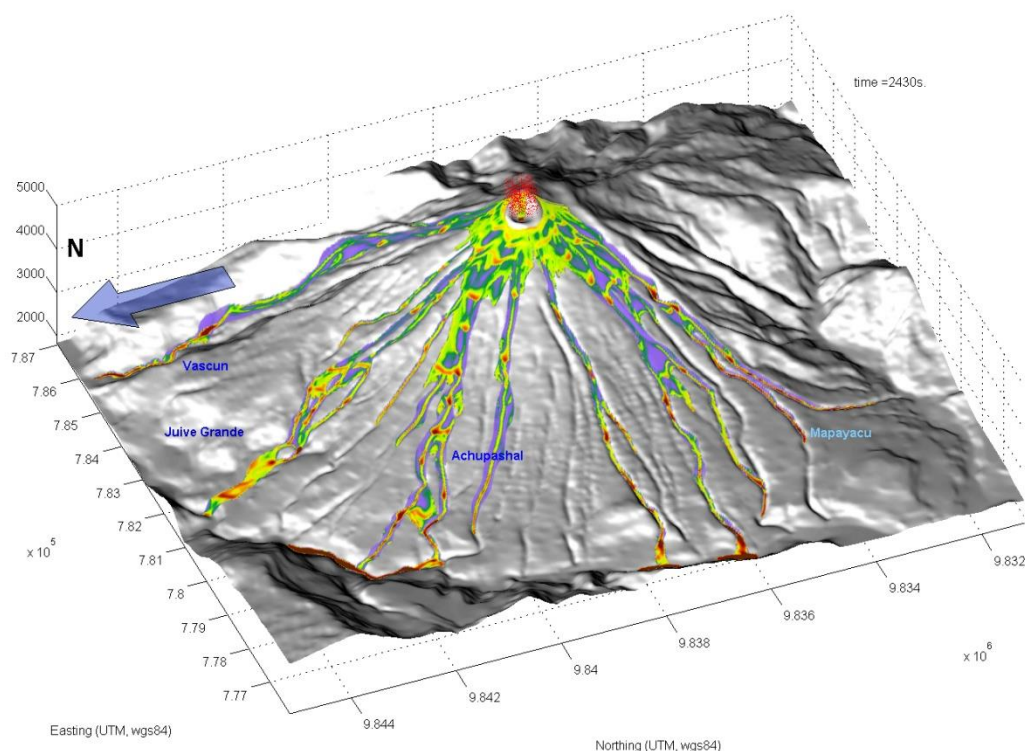 time =2430s.
5000
4000
3000
2000
N
7.87
7.86
7.85
7.84
7.83
7.82
7.81
7.8
7.79
7.78
7.77
x 10^5
Vascun
Juive Grande
Achupashal
Mapayacu
9.832
9.834
9.836
9.838
9.84
9.842
9.844
x 10^6
Easting (UTM, wgs84)
Northing (UTM, wgs84)